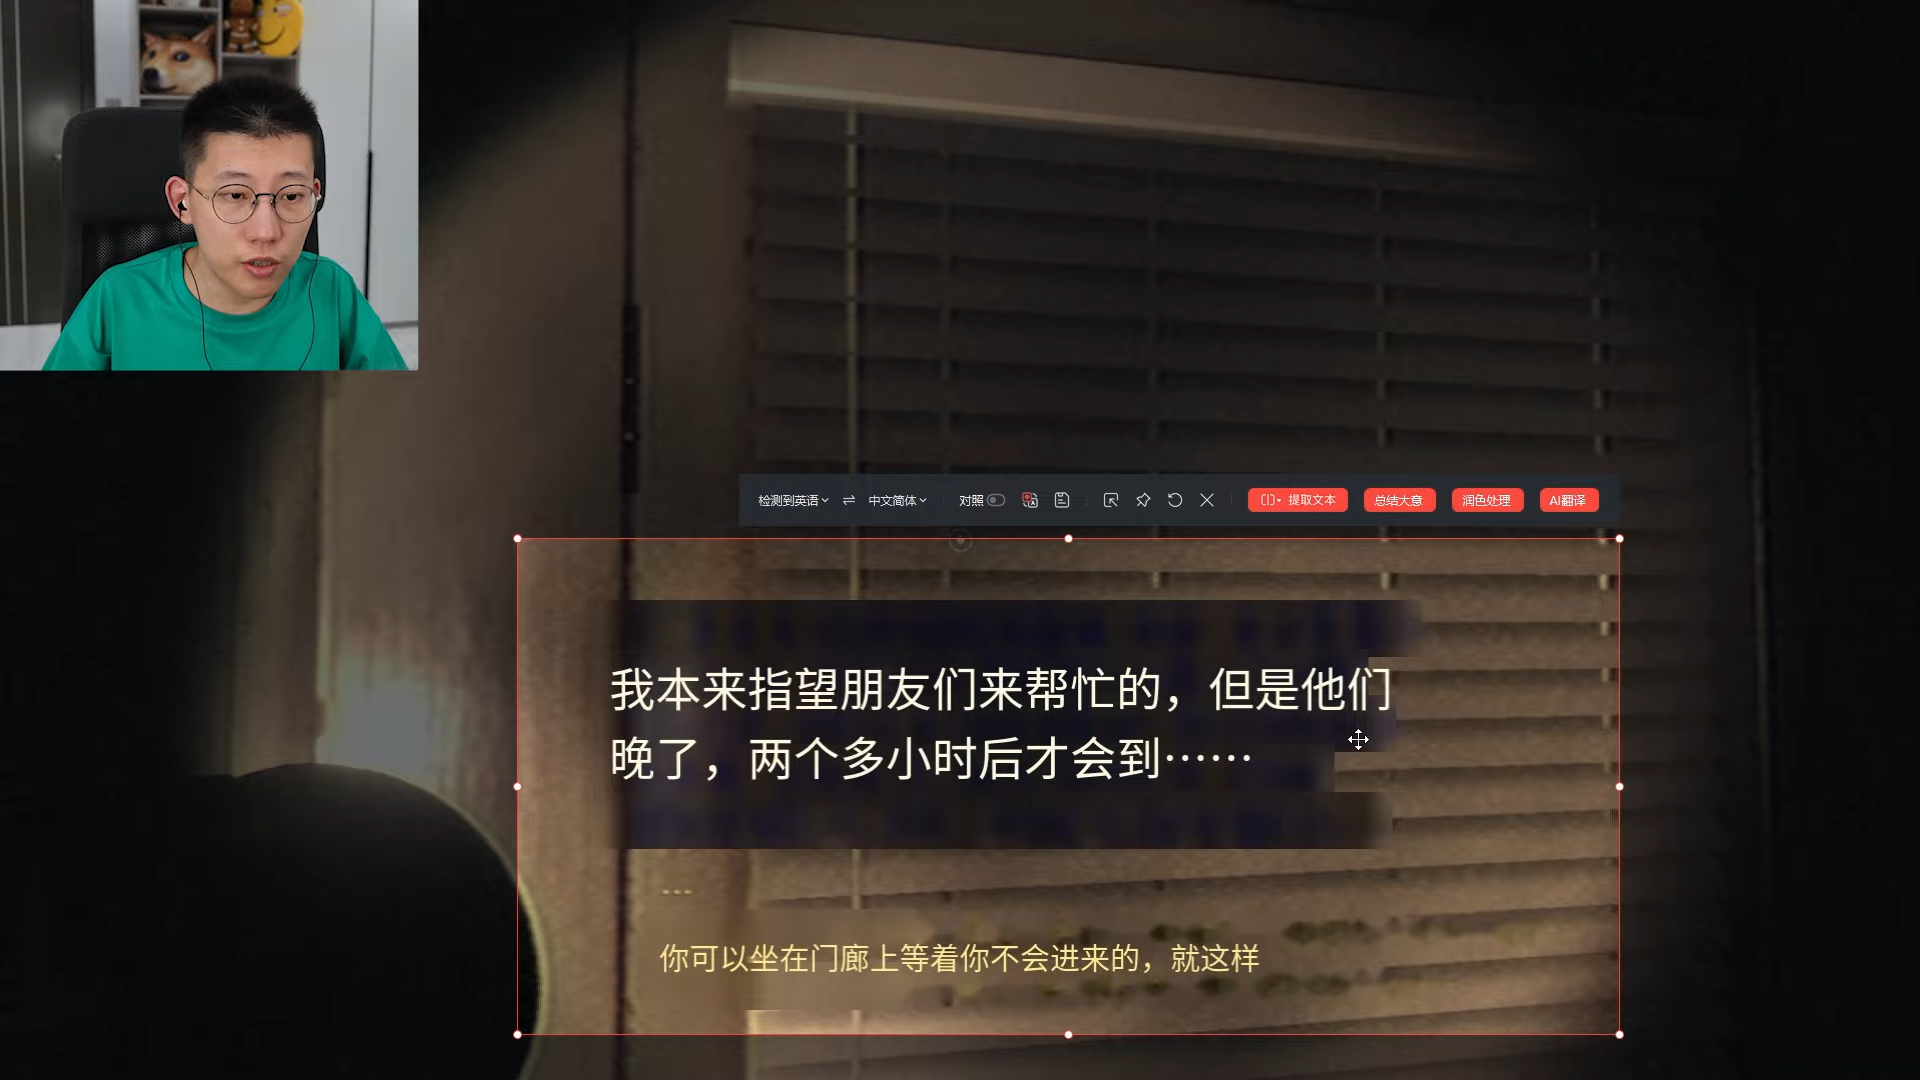 检测到英语
中文简体
对照
提取文本
总结大意
润色处理
AI翻译
我本来指望朋友们来帮忙的，但是他们
晚了，两个多小时后才会到……
---
你可以坐在门廊上等着你不会进来的，就这样